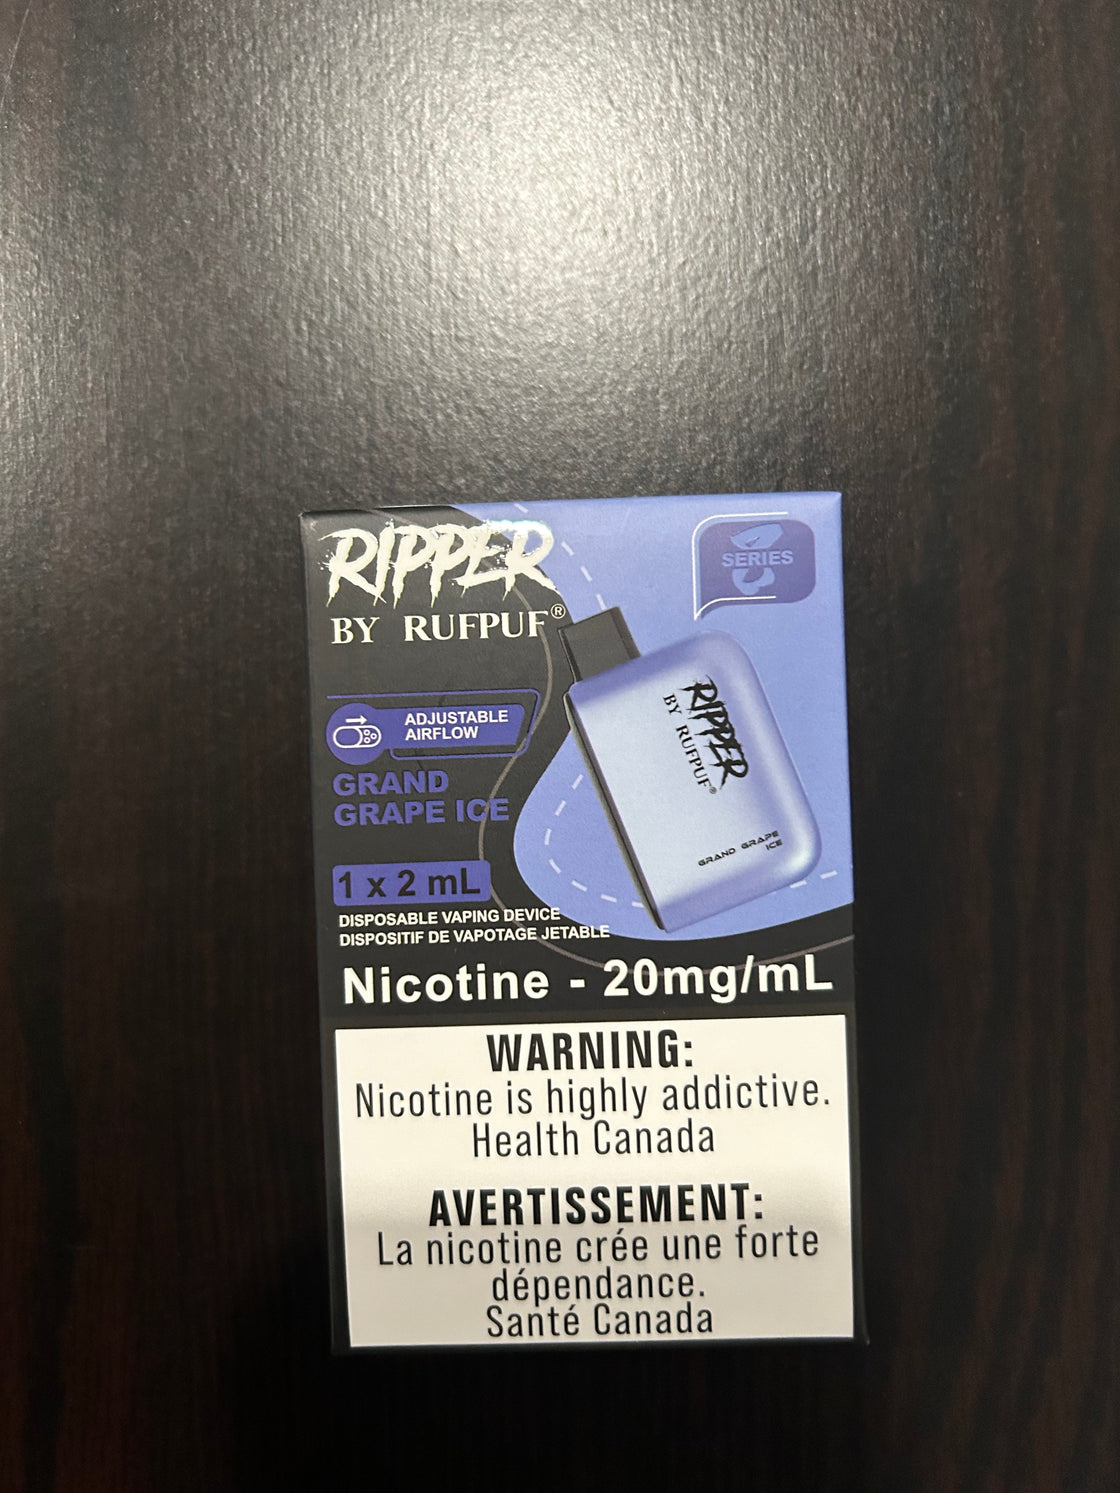 RIPPER
BY RUFPUF®
SERIES
ADJUSTABLE
AIRFLOW
GRAND
GRAPE ICE
1 x 2 mL
DISPOSABLE VAPING DEVICE
DISPOSITIF DE VAPOTAGE JETABLE
RIPPER
BY RUFPUF®
GRAND GRAPE
ICE
Nicotine - 20mg/mL
WARNING:
Nicotine is highly addictive.
Health Canada
AVERTISSEMENT:
La nicotine crée une forte
dépendance.
Santé Canada